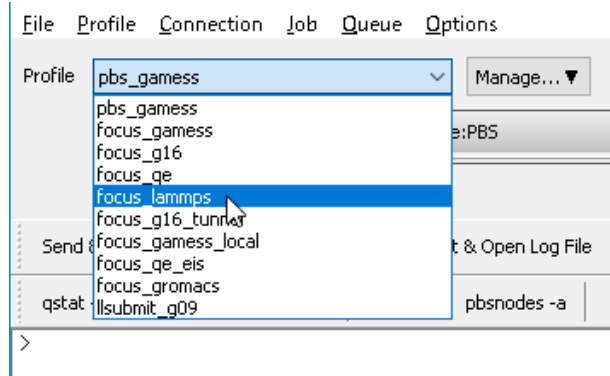 File Profile Connection Job Queue Options
Profile pbs_gamess Manage...▼
pbs_gamess
focus_gamess e:PBS
focus_g16
focus_qe
focus_lammps
focus_g16_tunnel
Send & focus_gamess_local t & Open Log File
focus_qe_eis
focus_gromacs
qstat - llsubmit_g09 pbsnodes -a
>